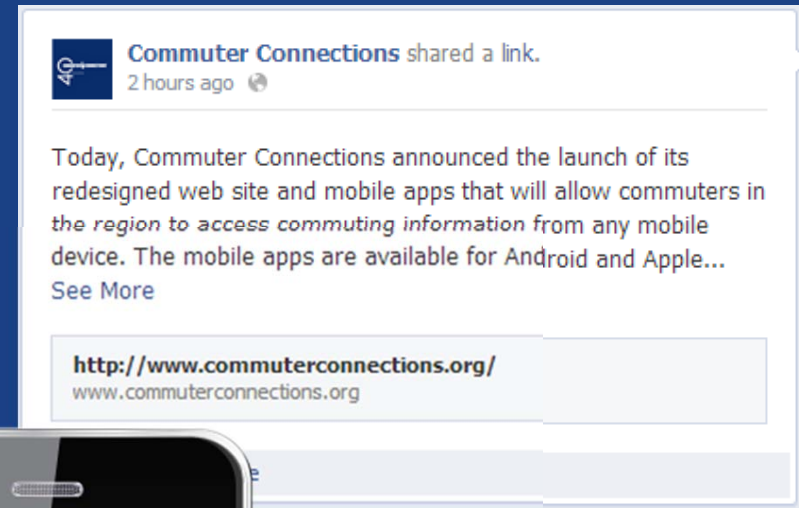 Commuter Connections shared a link.
2 hours ago
Today, Commuter Connections announced the launch of its
redesigned web site and mobile apps that will allow commuters in
the region to access commuting information from any mobile
device. The mobile apps are available for Android and Apple...
See More
http://www.commuterconnections.org/
www.commuterconnections.org